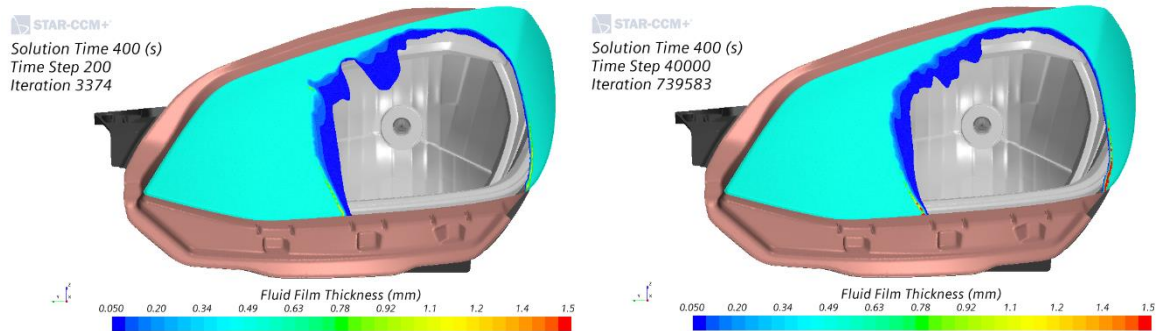 STAR-CCM+
Solution Time 400 (s)
Time Step 200
Iteration 3374
Fluid Film Thickness (mm)
0.050 0.20 0.34 0.49 0.63 0.78 0.92 1.1 1.2 1.4 1.5
STAR-CCM+
Solution Time 400 (s)
Time Step 40000
Iteration 739583
Fluid Film Thickness (mm)
0.050 0.20 0.34 0.49 0.63 0.78 0.92 1.1 1.2 1.4 1.5